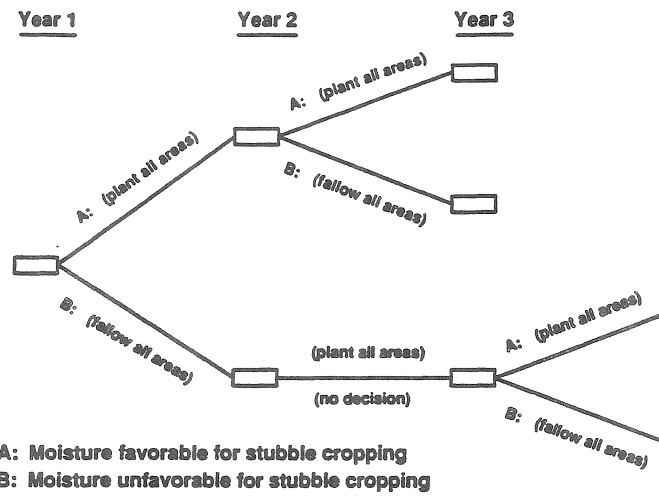 Year 1 Year 2 Year 3
A: (plant all areas)
A: (plant all areas)
B: (fallow all areas)
B: (fallow all areas)
(plant all areas)
(no decision)
A: (plant all areas)
B: (fallow all areas)
A: Moisture favorable for stubble cropping
B: Moisture unfavorable for stubble cropping